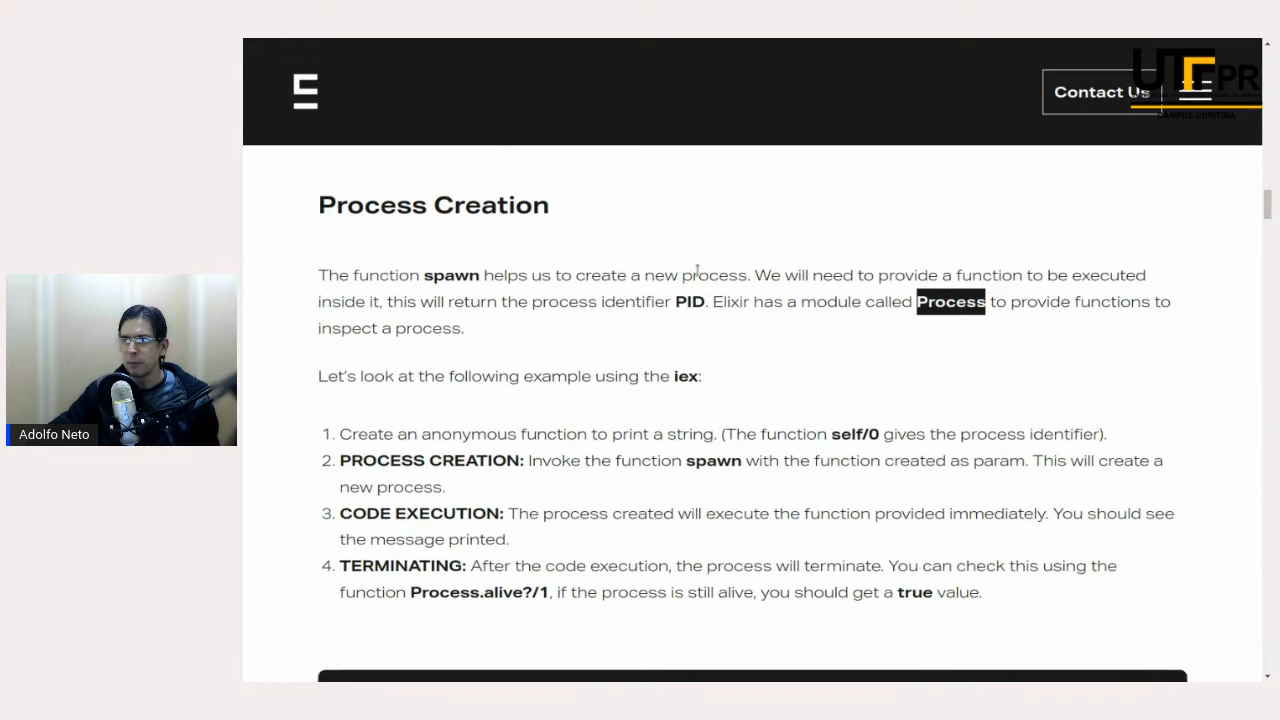 Contact Us
UTFPR
CAMPUS CURITIBA
Process Creation
The function spawn helps us to create a new process. We will need to provide a function to be executed
inside it, this will return the process identifier PID. Elixir has a module called Process to provide functions to
inspect a process.
Let's look at the following example using the iex:
1. Create an anonymous function to print a string. (The function self/0 gives the process identifier).
2. PROCESS CREATION: Invoke the function spawn with the function created as param. This will create a
new process.
3. CODE EXECUTION: The process created will execute the function provided immediately. You should see
the message printed.
4. TERMINATING: After the code execution, the process will terminate. You can check this using the
function Process.alive?/1, if the process is still alive, you should get a true value.
Adolfo Neto